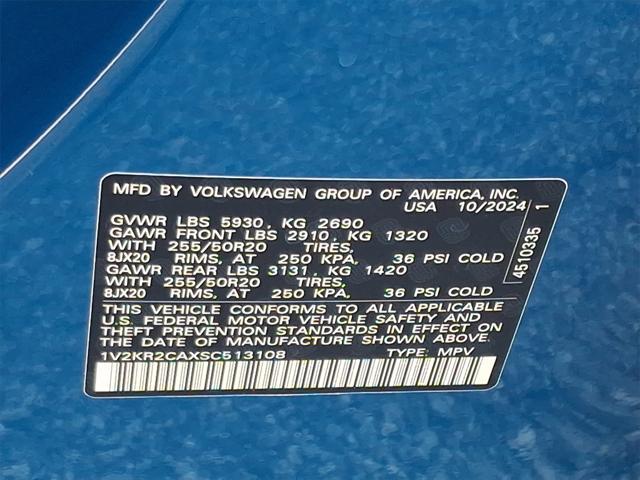 MFD BY VOLKSWAGEN GROUP OF AMERICA, INC.
USA 10/2024
GVWR LBS 5930, KG 2690
GAWR FRONT LBS 2910, KG 1320
WITH 255/50R20 TIRES,
8JX20 RIMS, AT 250 KPA, 36 PSI COLD
GAWR REAR LBS 3131, KG 1420
WITH 255/50R20 TIRES,
8JX20 RIMS, AT 250 KPA, 36 PSI COLD
THIS VEHICLE CONFORMS TO ALL APPLICABLE
U.S. FEDERAL MOTOR VEHICLE SAFETY AND
THEFT PREVENTION STANDARDS IN EFFECT ON
THE DATE OF MANUFACTURE SHOWN ABOVE.
1V2KR2CAXSC513108 TYPE: MPV
4510335
1